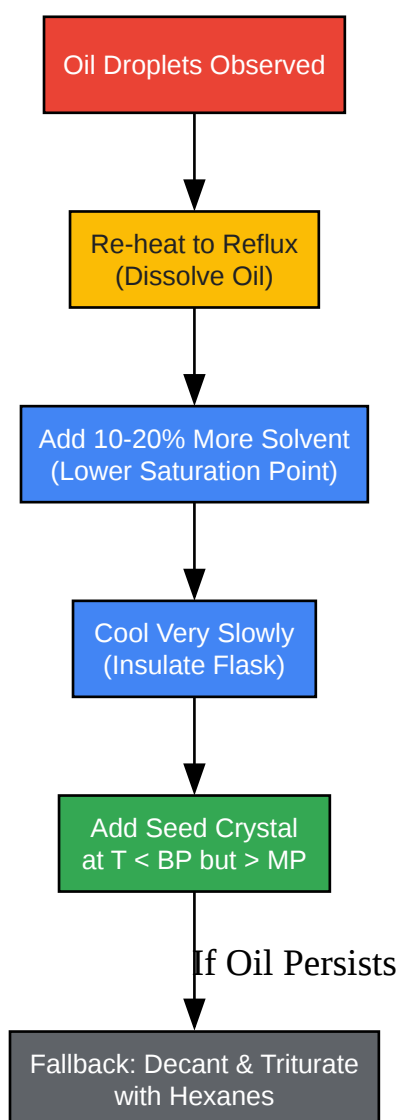 Oil Droplets Observed
Re-heat to Reflux
(Dissolve Oil)
Add 10-20% More Solvent
(Lower Saturation Point)
Cool Very Slowly
(Insulate Flask)
Add Seed Crystal
at T < BP but > MP
If Oil Persists
Fallback: Decant & Triturate
with Hexanes